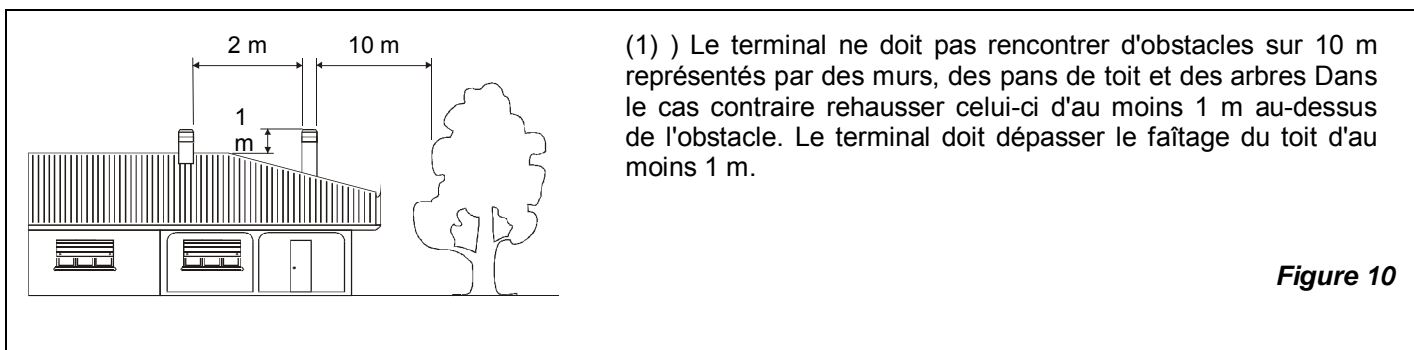 2 m
10 m
1
m
(1) ) Le terminal ne doit pas rencontrer d'obstacles sur 10 m
représentés par des murs, des pans de toit et des arbres Dans
le cas contraire rehausser celui-ci d'au moins 1 m au-dessus
de l'obstacle. Le terminal doit dépasser le faîtage du toit d'au
moins 1 m.
Figure 10